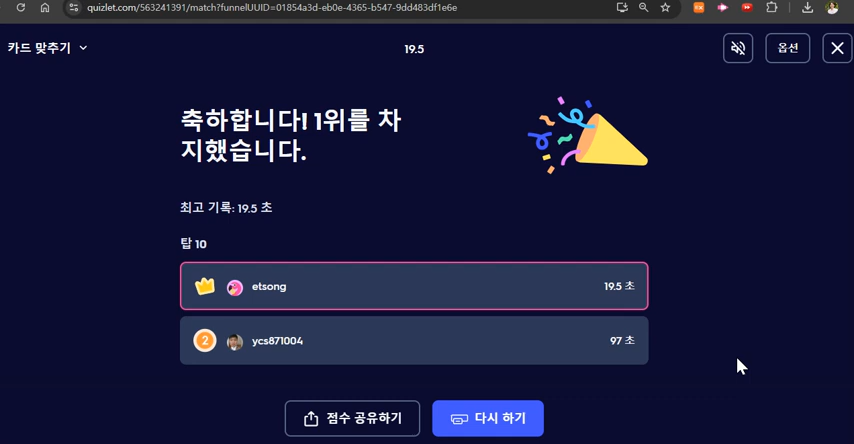 quizlet.com/563241391/match?funnelUUID=01854a3d-eb0e-4365-b547-9dd483df1e6e
카드 맞추기
19.5
옵션
축하합니다! 1위를 차
지했습니다.
최고 기록: 19.5 초
탑 10
etsong
19.5 초
2
ycs871004
97 초
점수 공유하기
다시 하기